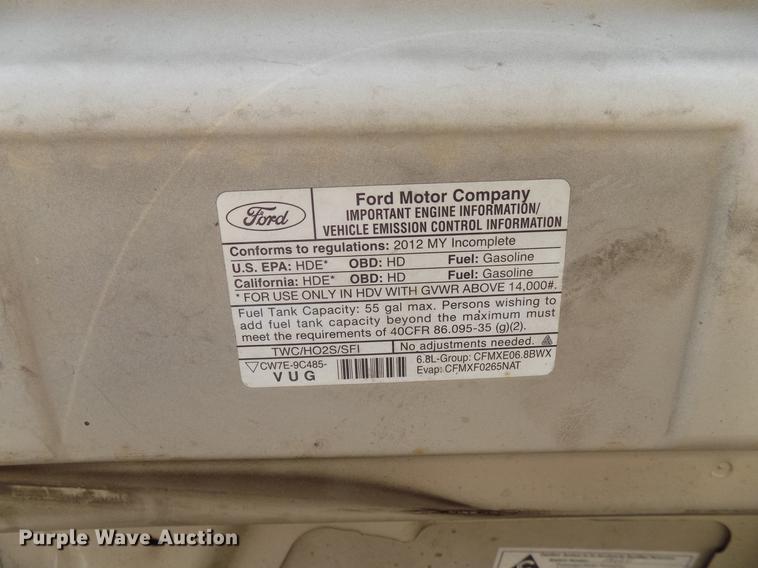 Ford
Ford Motor Company
IMPORTANT ENGINE INFORMATION/
VEHICLE EMISSION CONTROL INFORMATION
Conforms to regulations: 2012 MY Incomplete
U.S. EPA: HDE* OBD: HD Fuel: Gasoline
California: HDE* OBD: HD Fuel: Gasoline
* FOR USE ONLY IN HDV WITH GVWR ABOVE 14,000#.
Fuel Tank Capacity: 55 gal max. Persons wishing to
add fuel tank capacity beyond the maximum must
meet the requirements of 40CFR 86.095-35 (g)(2).
TWC/HO2S/SFI No adjustments needed.
CW7E-9C485-
VUG
6.8L-Group: CFMXE06.8BWX
Evap: CFMXF0265NAT
Purple Wave Auction